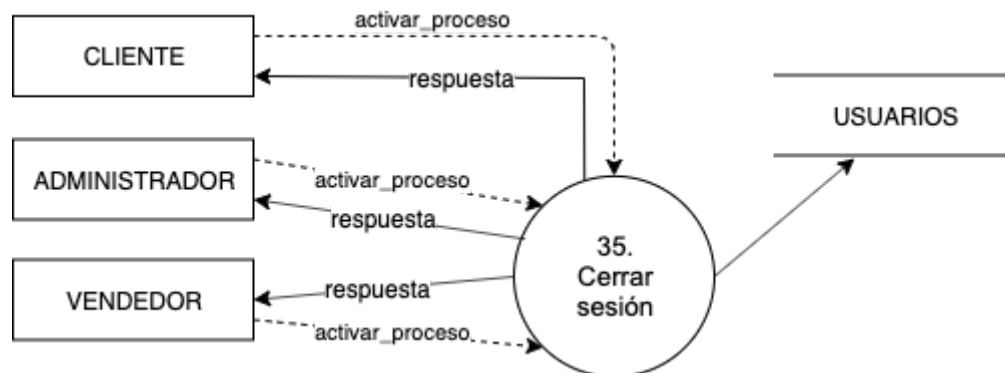 activar_proceso
CLIENTE
respuesta
USUARIOS
ADMINISTRADOR
activar_proceso
respuesta
35.
Cerrar
sesión
VENDEDOR
respuesta
activar_proceso